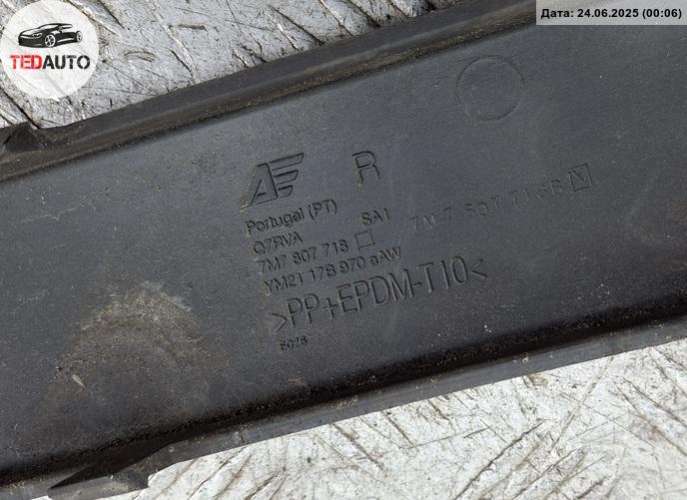 Дата: 24.06.2025 (00:06)
TEDAUTO
R
Portugal (PT) SA1
Q7RVA
7M7 807 718
YM21 17B 970 BAW
>PP+EPDM-T10<